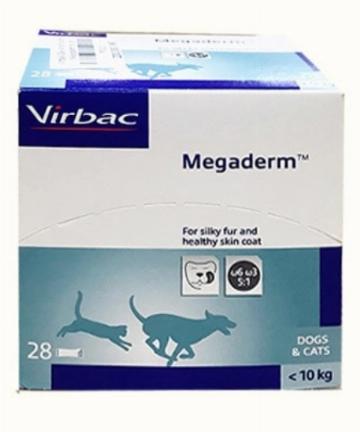 Megaderm™
28
Virbac
Megaderm™
For silky fur and
healthy skin coat
ω6 ω3
5:1
28
DOGS
& CATS
< 10 kg